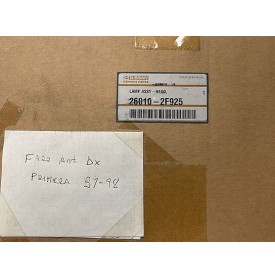 NISSAN
LAMP ASSY-HEAD,
26010-2F925
Faro Ant Dx
PRIMERA 97-98